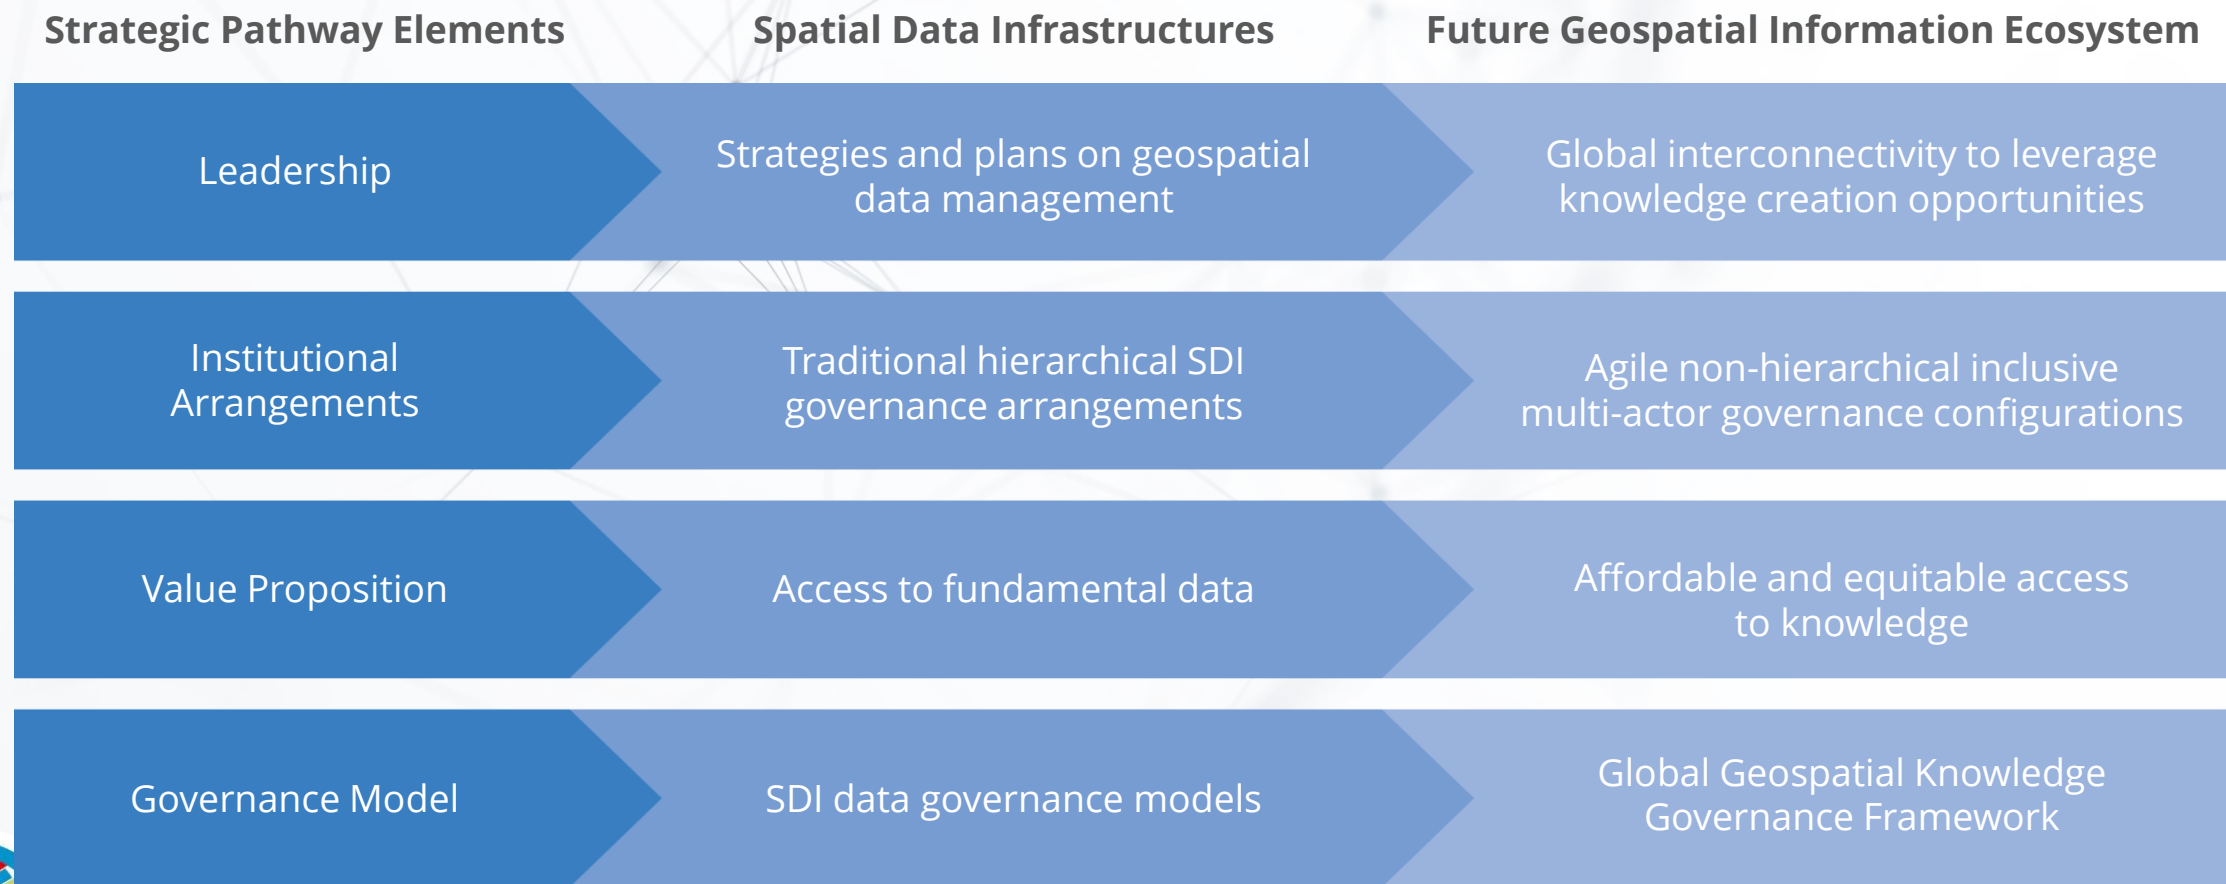 Strategic Pathway Elements
Spatial Data Infrastructures
Future Geospatial Information Ecosystem
Leadership
Strategies and plans on geospatial
data management
Global interconnectivity to leverage
knowledge creation opportunities
Institutional
Arrangements
Traditional hierarchical SDI
governance arrangements
Agile non-hierarchical inclusive
multi-actor governance configurations
Value Proposition
Access to fundamental data
Affordable and equitable access
to knowledge
Governance Model
SDI data governance models
Global Geospatial Knowledge
Governance Framework